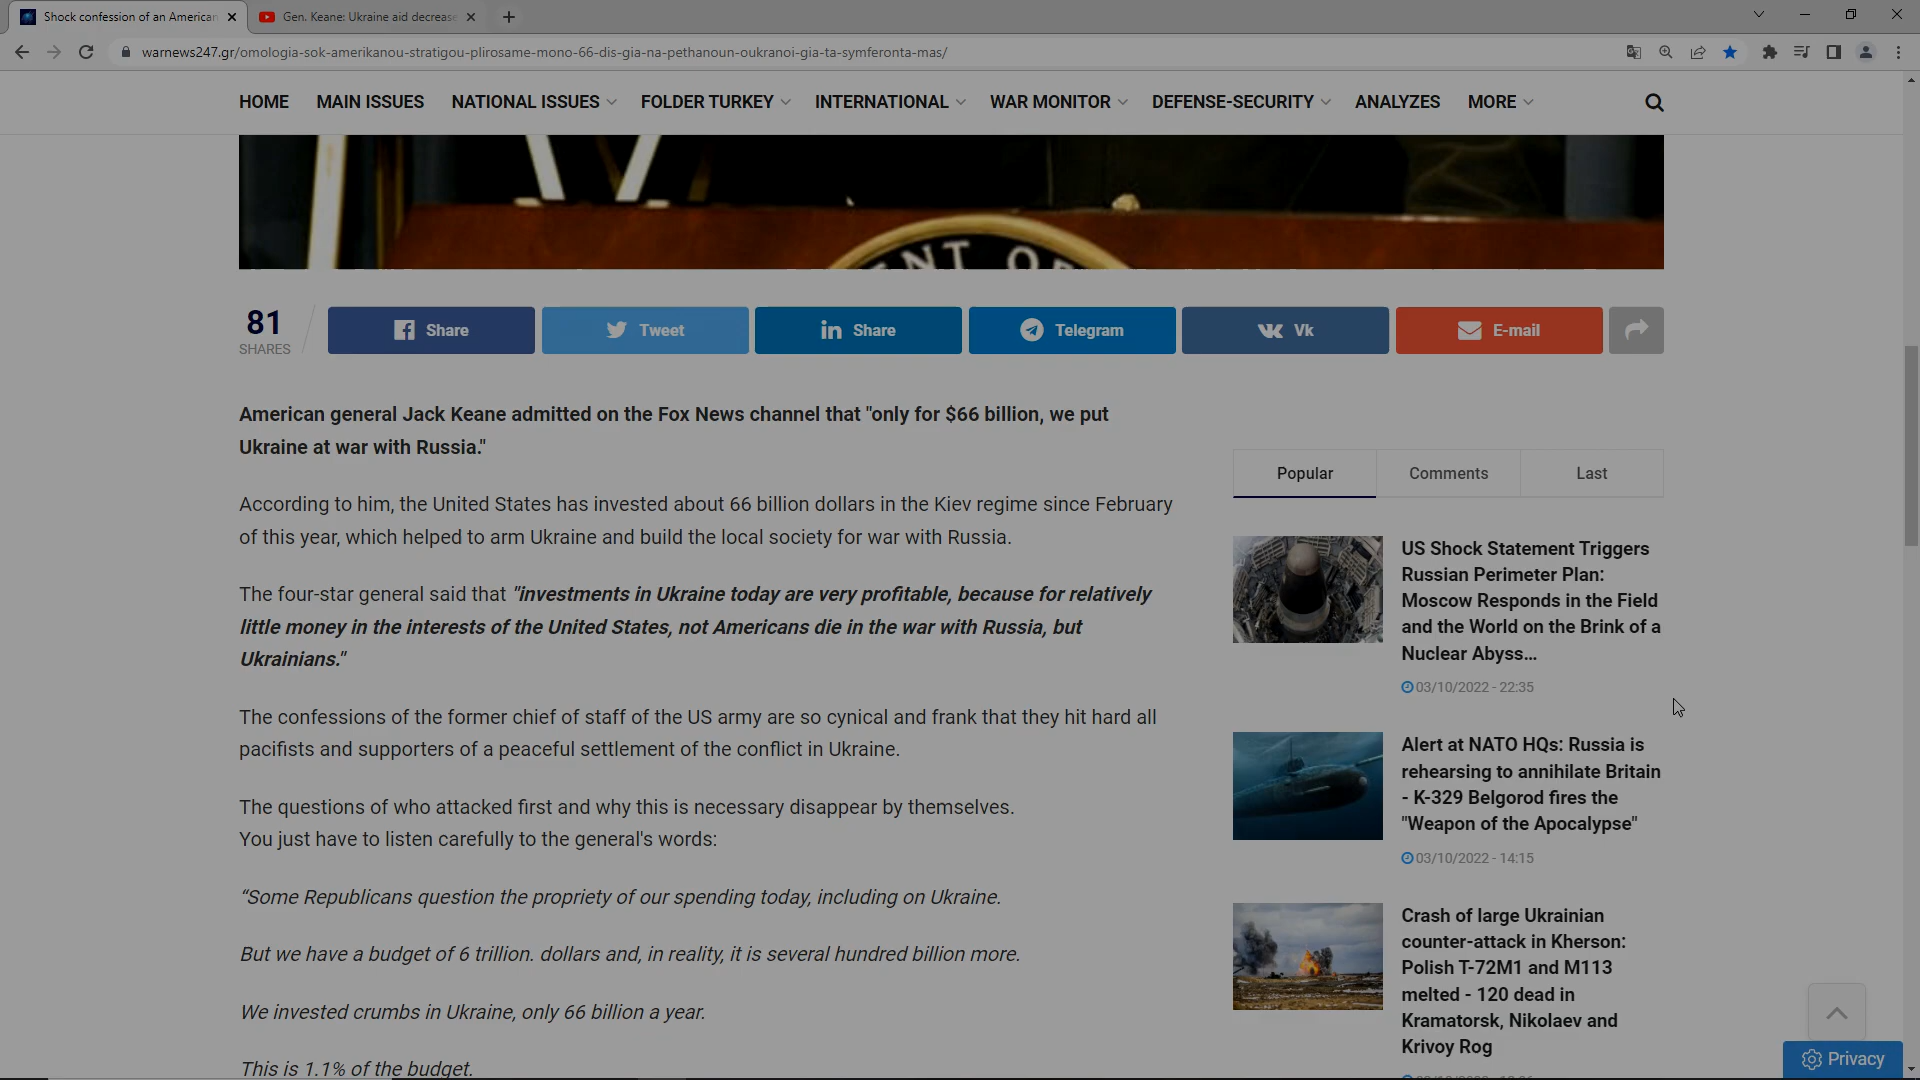 Shock confession of an American
Gen. Keane: Ukraine aid decrease
warnews247.gr/omologia-sok-amerikanou-stratigou-plirosame-mono-66-dis-gia-na-pethanoun-oukranoi-gia-ta-symferonta-mas/
HOME MAIN ISSUES NATIONAL ISSUES FOLDER TURKEY INTERNATIONAL WAR MONITOR DEFENSE-SECURITY ANALYZES MORE
ENT O
81
SHARES
Share Tweet Share Telegram Vk E-mail
American general Jack Keane admitted on the Fox News channel that "only for $66 billion, we put
Ukraine at war with Russia."
According to him, the United States has invested about 66 billion dollars in the Kiev regime since February
of this year, which helped to arm Ukraine and build the local society for war with Russia.
The four-star general said that "investments in Ukraine today are very profitable, because for relatively
little money in the interests of the United States, not Americans die in the war with Russia, but
Ukrainians."
The confessions of the former chief of staff of the US army are so cynical and frank that they hit hard all
pacifists and supporters of a peaceful settlement of the conflict in Ukraine.
The questions of who attacked first and why this is necessary disappear by themselves.
You just have to listen carefully to the general's words:
“Some Republicans question the propriety of our spending today, including on Ukraine.
But we have a budget of 6 trillion. dollars and, in reality, it is several hundred billion more.
We invested crumbs in Ukraine, only 66 billion a year.
This is 1.1% of the budget.
Popular Comments Last
US Shock Statement Triggers
Russian Perimeter Plan:
Moscow Responds in the Field
and the World on the Brink of a
Nuclear Abyss...
03/10/2022 - 22:35
Alert at NATO HQs: Russia is
rehearsing to annihilate Britain
- K-329 Belgorod fires the
"Weapon of the Apocalypse"
03/10/2022 - 14:15
Crash of large Ukrainian
counter-attack in Kherson:
Polish T-72M1 and M113
melted - 120 dead in
Kramatorsk, Nikolaev and
Krivoy Rog
Privacy